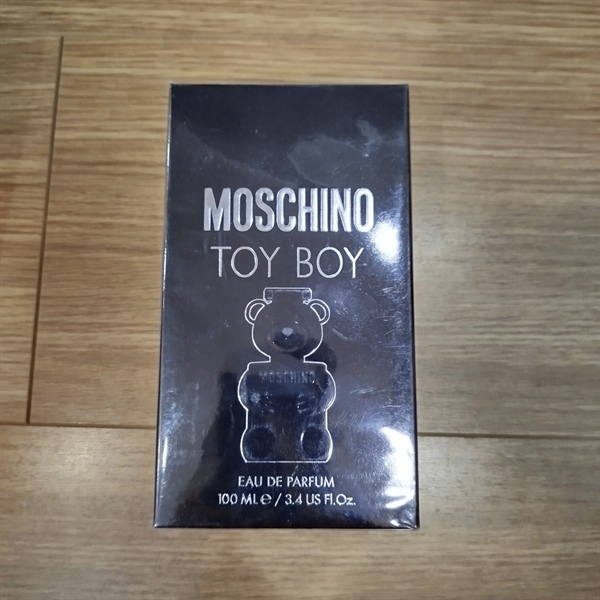 MOSCHINO
TOY BOY
MOSCHINO
EAU DE PARFUM
100 ML e / 3.4 US Fl.Oz.